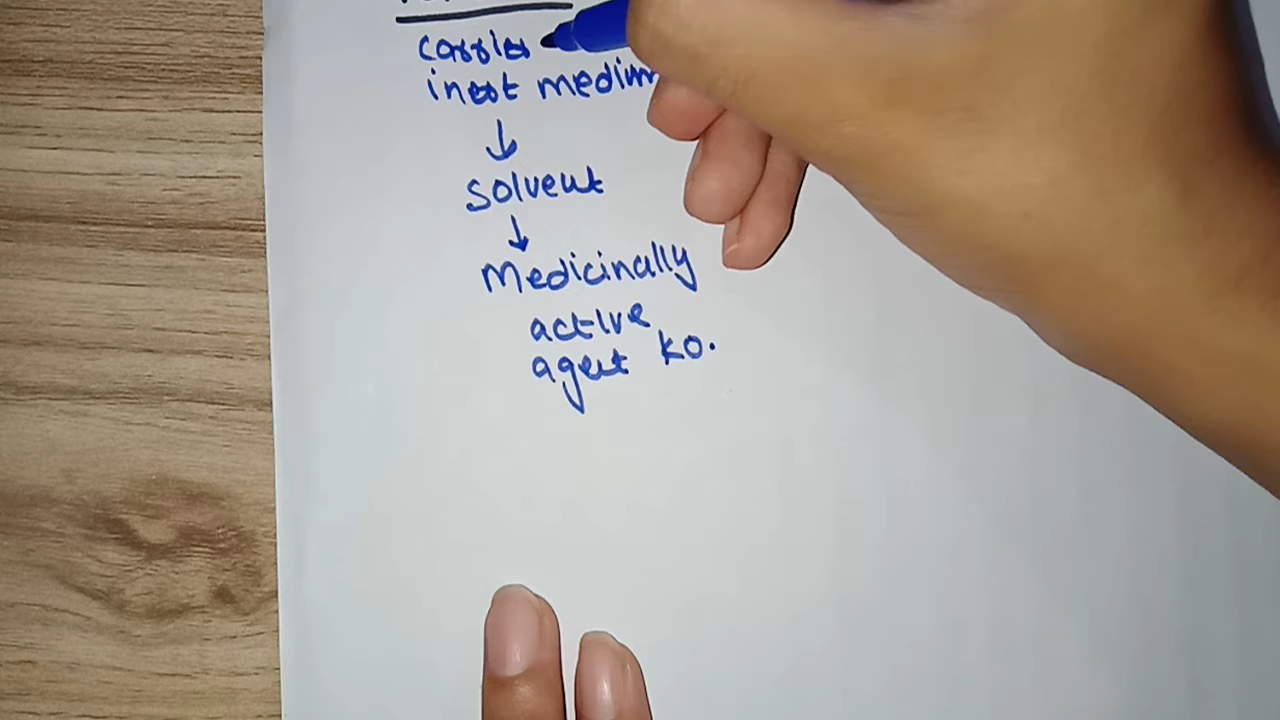 carrier
inert medium
↓
solvent
↓
Medicinally
active
agent ko.